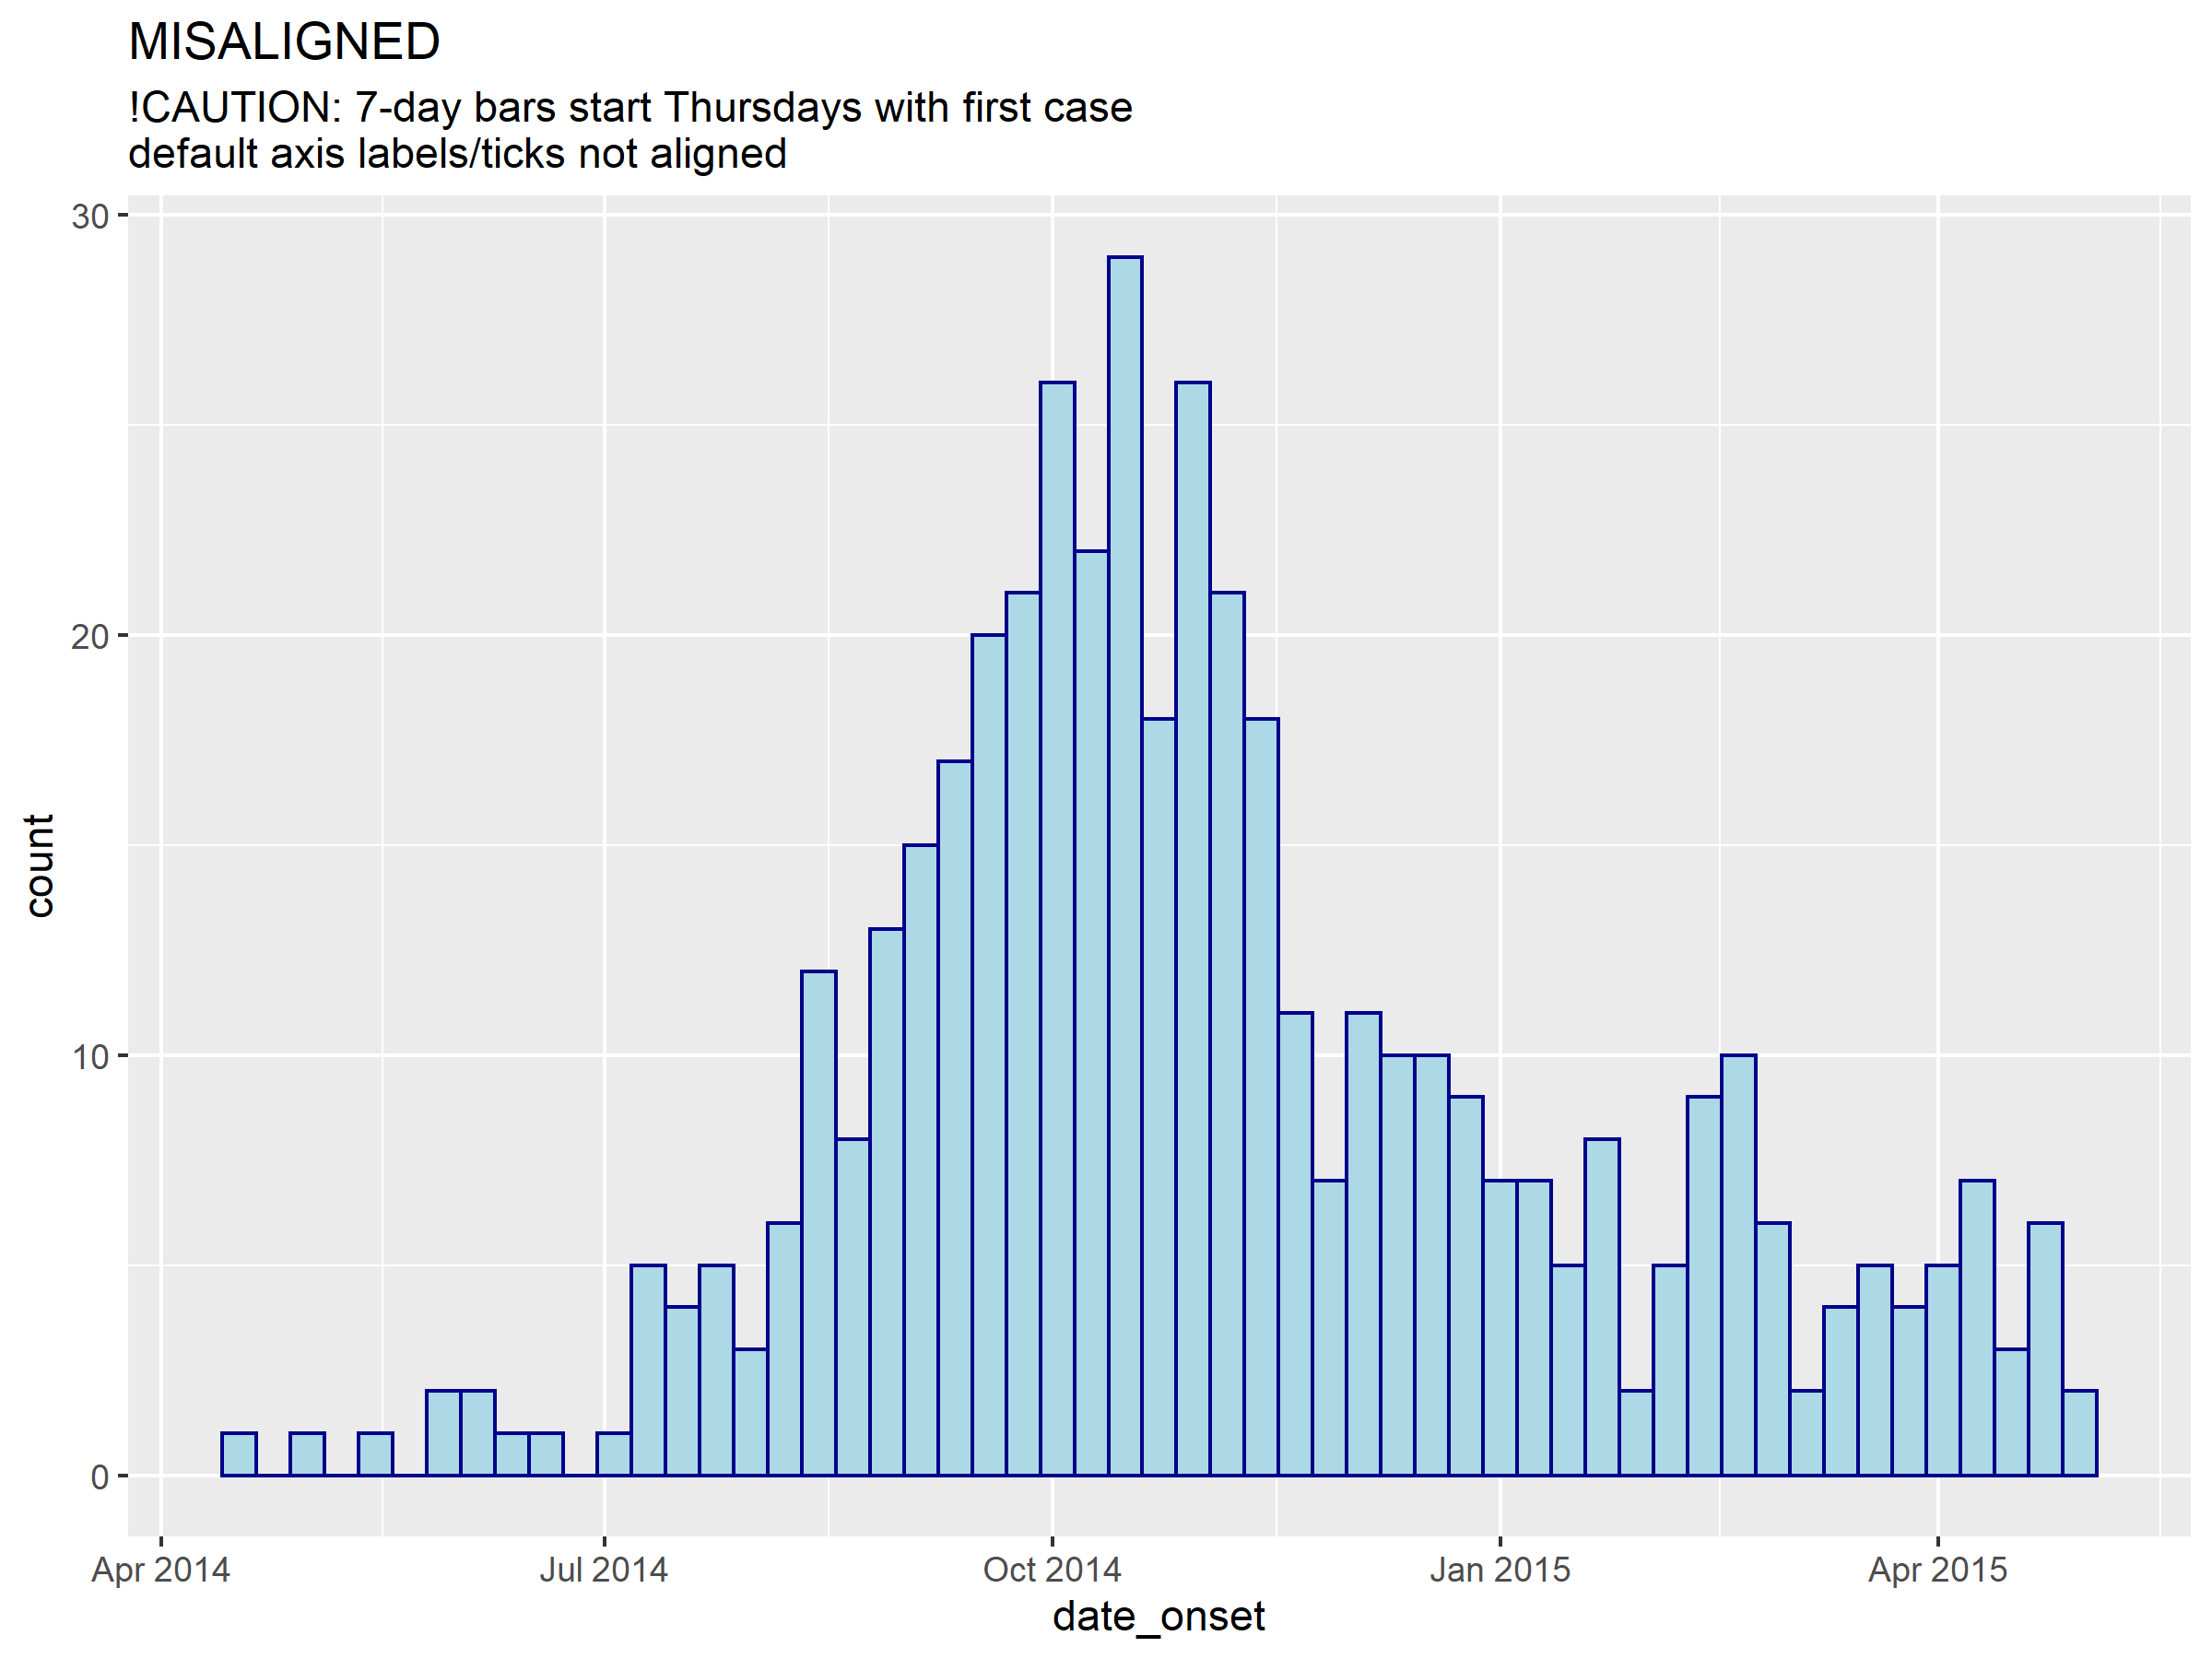 MISALIGNED
!CAUTION: 7-day bars start Thursdays with first case
default axis labels/ticks not aligned
30
20
10
0
count
Apr 2014
Jul 2014
Oct 2014
Jan 2015
Apr 2015
date_onset